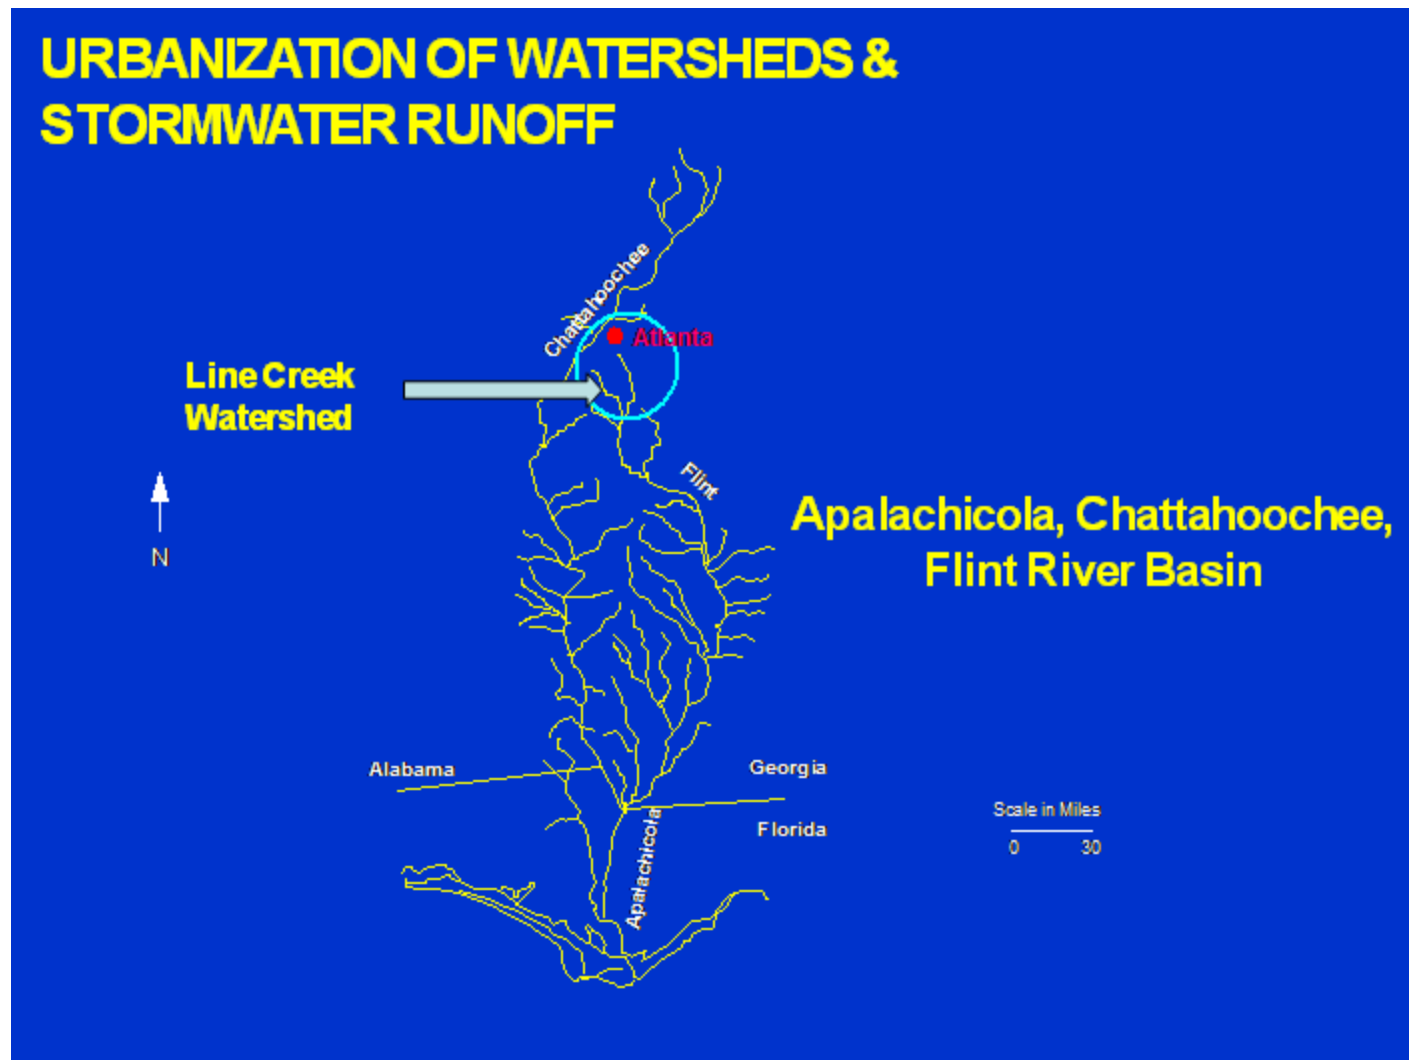 URBANIZATION OF WATERSHEDS &
STORMWATER RUNOFF
Chattahoochee
Atlanta
Line Creek
Watershed
Flint
N
Apalachicola, Chattahoochee,
Flint River Basin
Alabama
Georgia
Florida
Apalachicola
Scale in Miles
0 30